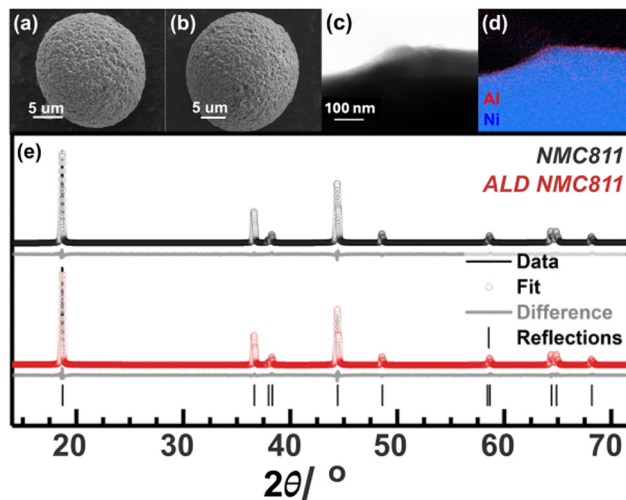 (a)
(b)
(c)
(d)
5 um
5 um
100 nm
Al
Ni
(e)
NMC811
ALD NMC811
Data
Fit
Difference
Reflections
20
30
40
50
60
70
2θ/ °